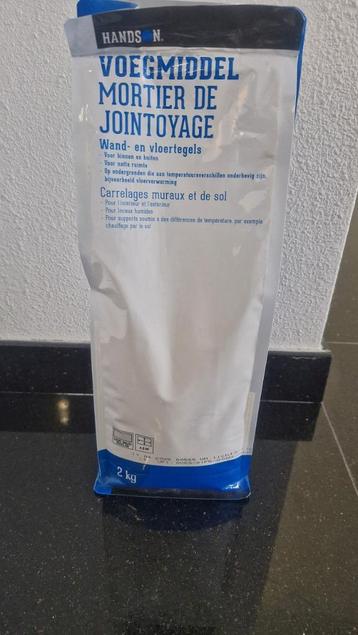 HANDSON
VOEGMIDDEL
MORTIER DE
JOINTOYAGE
Wand- en vloertegels
- Voor binnen en buiten
- Voor natte ruimte
- Op ondergronden die aan temperatuursverschillen onderhevig zijn,
bijvoorbeeld vloerverwarming
Carrelages muraux et de sol
- Pour l'intérieur et l'extérieur
- Pour locaux humides
- Pour supports soumis à des différences de température, par exemple
chauffage par le sol
2 kg